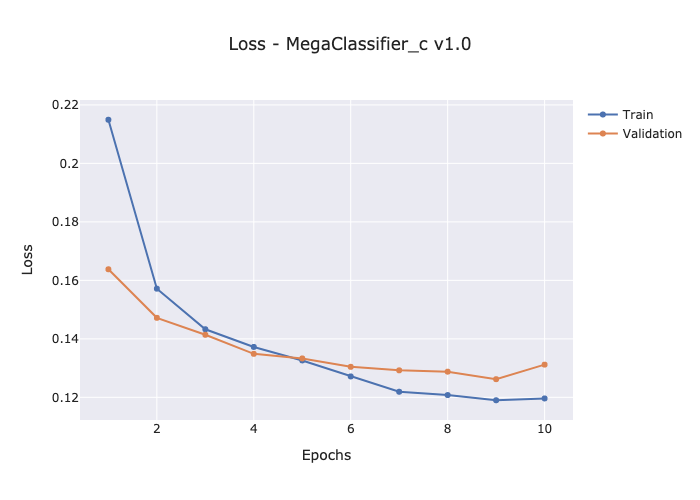 Loss - MegaClassifier_c v1.0
Train
Validation
Loss
0.22
0.2
0.18
0.16
0.14
0.12
2
4
6
8
10
Epochs